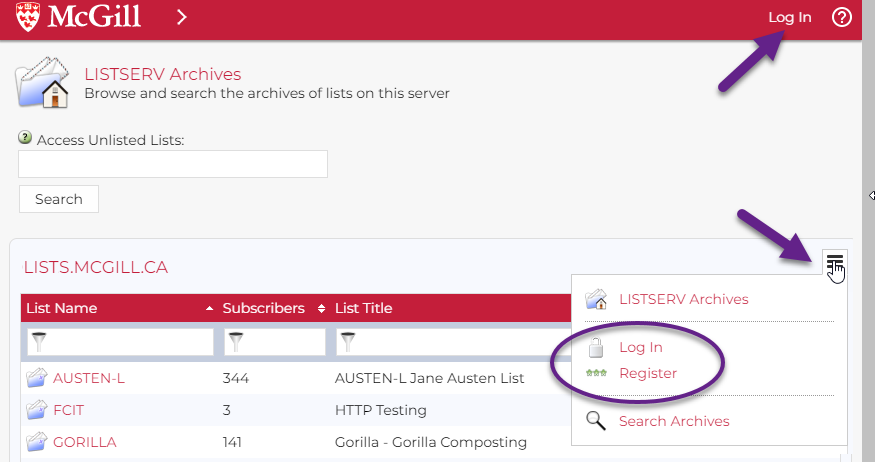 McGill
Log In
LISTSERV Archives
Browse and search the archives of lists on this server
Access Unlisted Lists:
Search
LISTS.MCGILL.CA
List Name Subscribers List Title
AUSTEN-L 344 AUSTEN-L Jane Austen List
FCIT 3 HTTP Testing
GORILLA 141 Gorilla - Gorilla Composting
LISTSERV Archives
Log In
Register
Search Archives